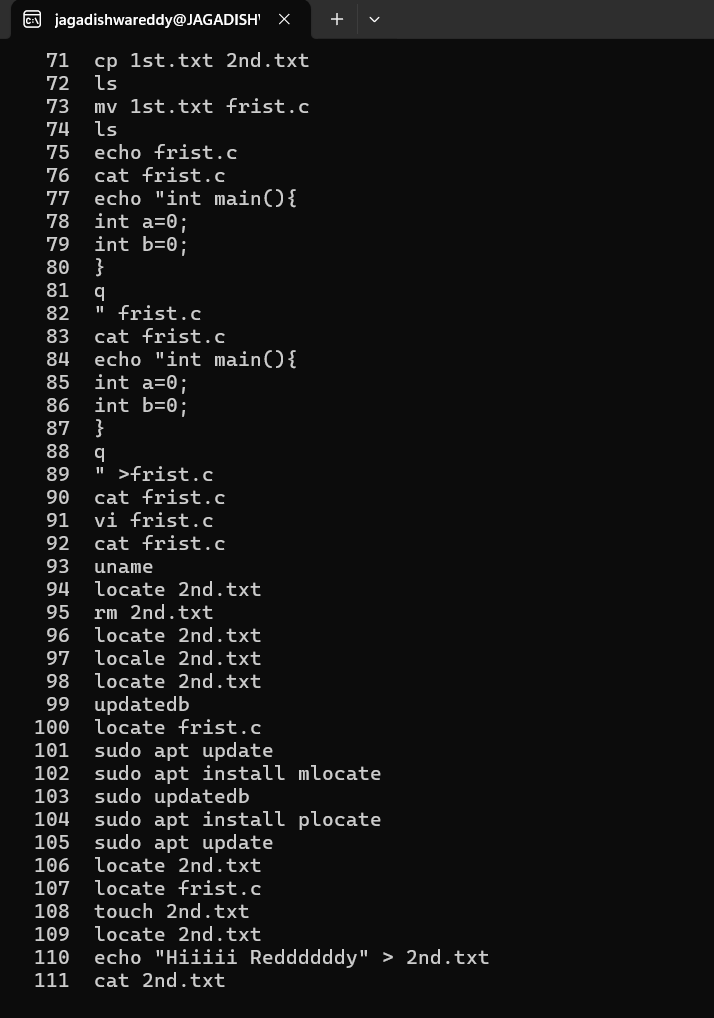 jagadishwareddy@JAGADISH'
71 cp 1st.txt 2nd.txt
72 ls
73 mv 1st.txt frist.c
74 ls
75 echo frist.c
76 cat frist.c
77 echo "int main(){
78 int a=0;
79 int b=0;
80 }
81 q
82 " frist.c
83 cat frist.c
84 echo "int main(){
85 int a=0;
86 int b=0;
87 }
88 q
89 " >frist.c
90 cat frist.c
91 vi frist.c
92 cat frist.c
93 uname
94 locate 2nd.txt
95 rm 2nd.txt
96 locate 2nd.txt
97 locale 2nd.txt
98 locate 2nd.txt
99 updatedb
100 locate frist.c
101 sudo apt update
102 sudo apt install mlocate
103 sudo updatedb
104 sudo apt install plocate
105 sudo apt update
106 locate 2nd.txt
107 locate frist.c
108 touch 2nd.txt
109 locate 2nd.txt
110 echo "Hiiiii Redddddddy" > 2nd.txt
111 cat 2nd.txt